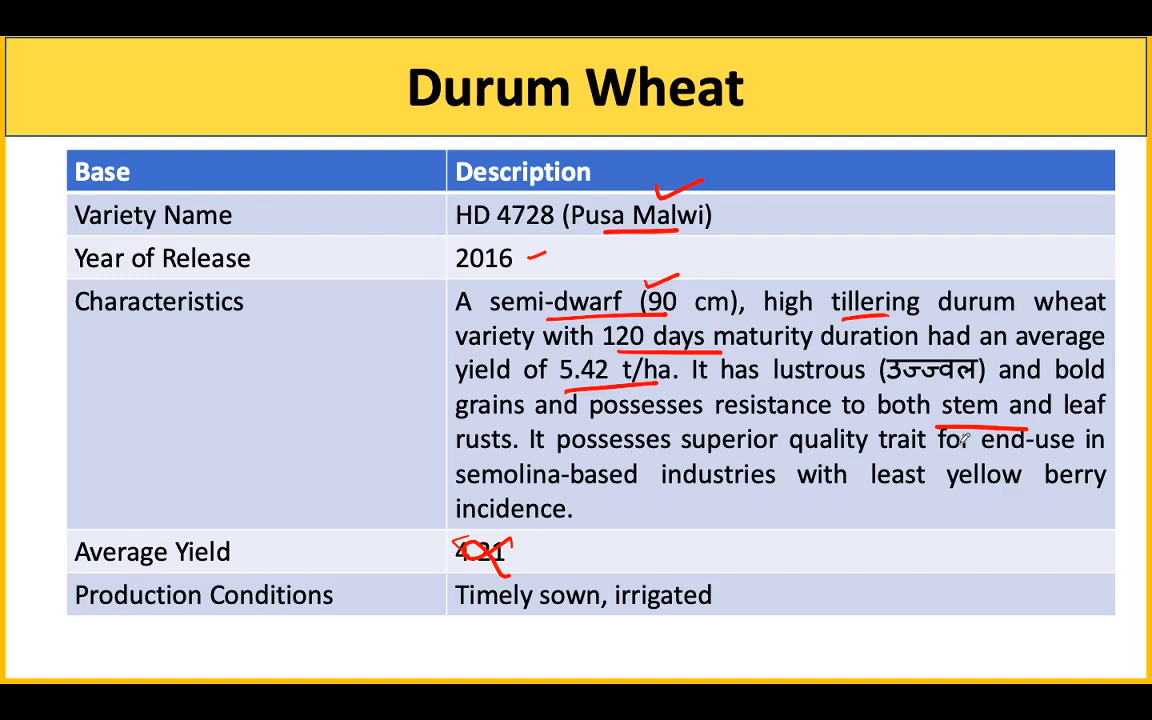 Durum Wheat
Base Description
Variety Name HD 4728 (Pusa Malwi)
Year of Release 2016
Characteristics A semi-dwarf (90 cm), high tillering durum wheat
variety with 120 days maturity duration had an average
yield of 5.42 t/ha. It has lustrous (उज्ज्वल) and bold
grains and possesses resistance to both stem and leaf
rusts. It possesses superior quality trait for end-use in
semolina-based industries with least yellow berry
incidence.
Average Yield 4.21
Production Conditions Timely sown, irrigated